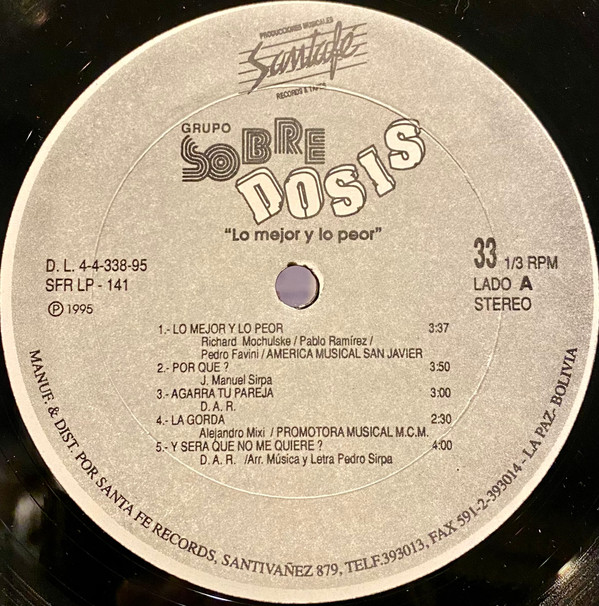 PRODUCCIONES MUSICALES
Santafé
RECORDS & TAPES
GRUPO
SOBRE
DOSIS
"Lo mejor y lo peor"
D. L. 4-4-338-95
SFR LP - 141
℗ 1995
33 1/3 RPM
LADO A
STEREO
1.- LO MEJOR Y LO PEOR 3:37
Richard Mochulske / Pablo Ramírez /
Pedro Favini / AMERICA MUSICAL SAN JAVIER
2.- POR QUE ? 3:50
J. Manuel Sirpa
3.- AGARRA TU PAREJA 3:00
D. A. R.
4.- LA GORDA 2:30
Alejandro Mixi / PROMOTORA MUSICAL M.C.M.
5.- Y SERA QUE NO ME QUIERE ? 4:00
D. A. R. /Arr. Música y Letra Pedro Sirpa
MANUF. & DIST. POR SANTA FE RECORDS, SANTIVAÑEZ 879, TELF.393013, FAX 591-2-393014 - LA PAZ- BOLIVIA